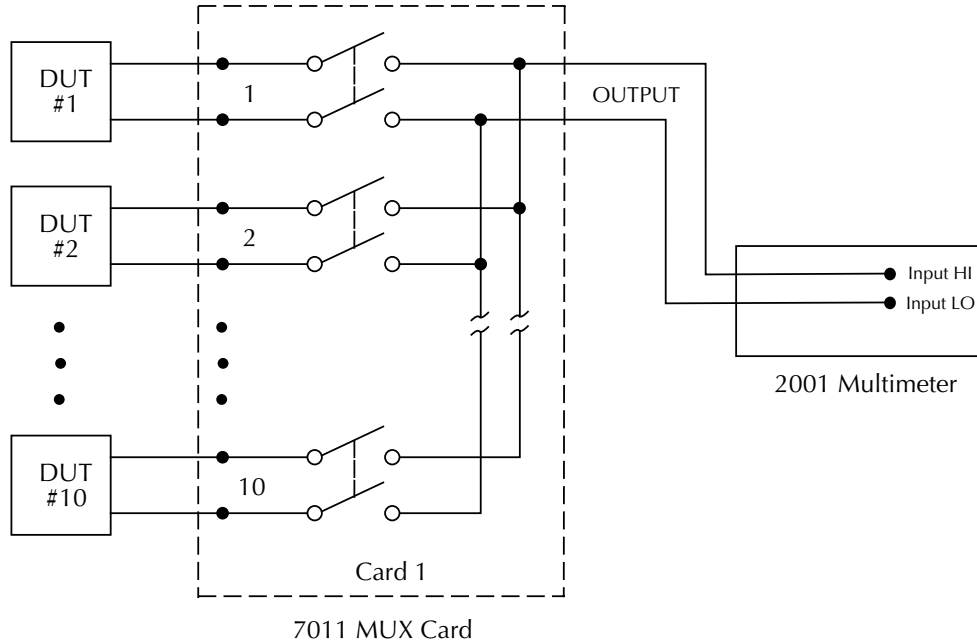 DUT
#1
1
OUTPUT
DUT
#2
2
Input HI
Input LO
2001 Multimeter
DUT
#10
10
Card 1
7011 MUX Card